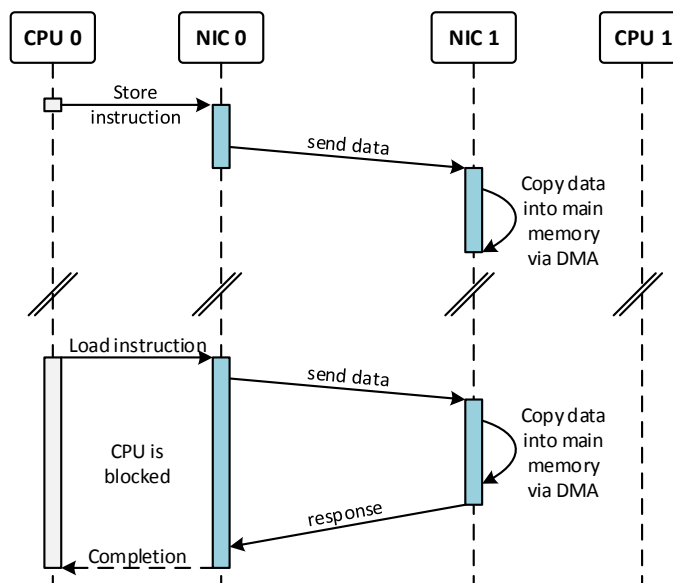 CPU 0
NIC 0
NIC 1
CPU 1
Store
instruction
send data
Copy data
into main
memory
via DMA
Load instruction
send data
CPU is
blocked
Copy data
into main
memory
via DMA
response
Completion